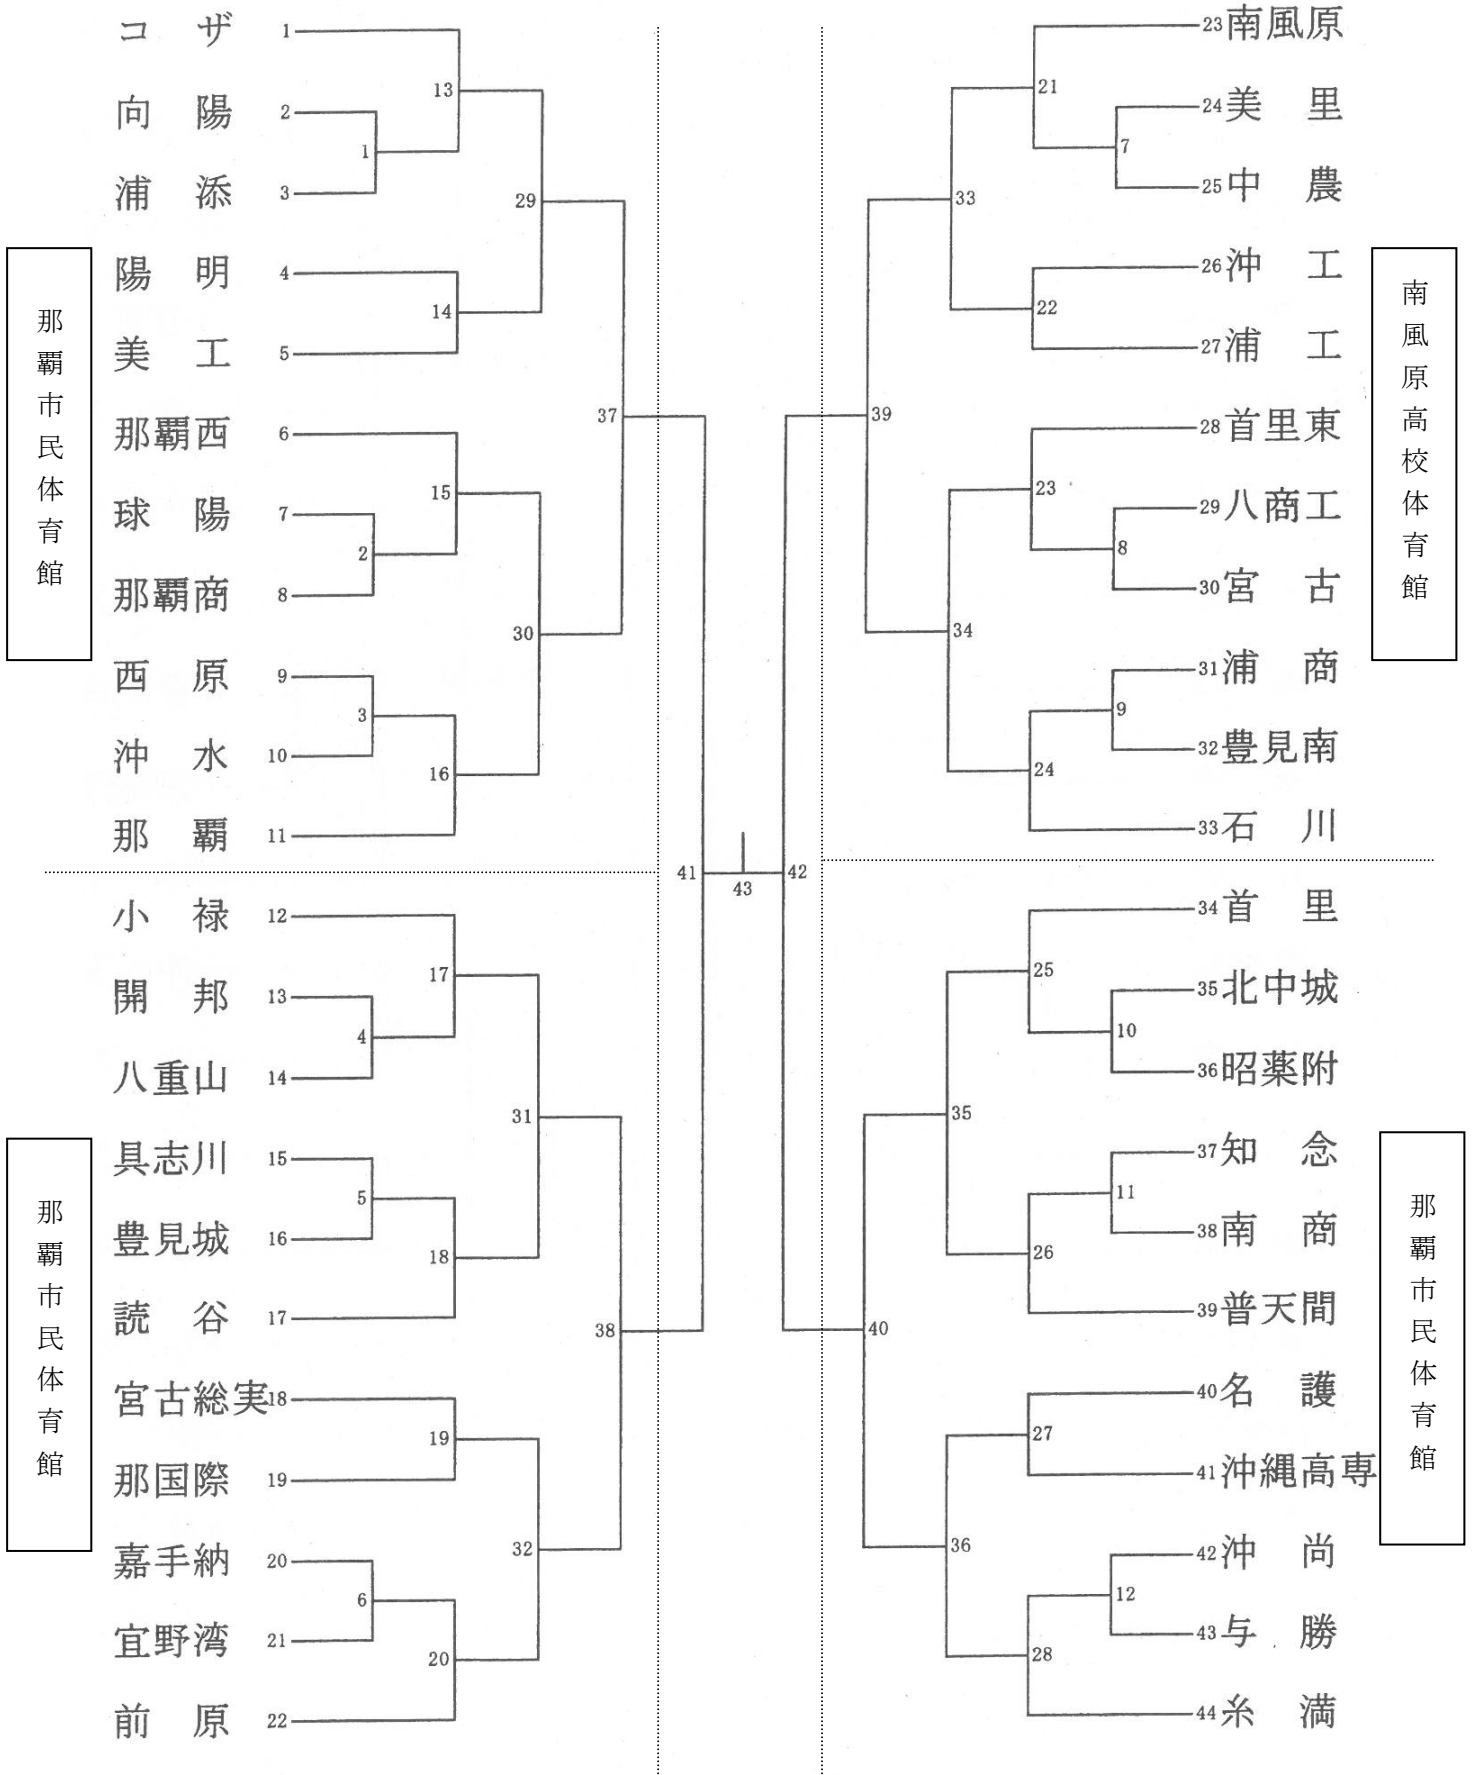 コザ 1
向陽 2
浦添 3
陽明 4
美工 5
那覇西 6
球陽 7
那覇商 8
西原 9
沖水 10
那覇 11
小禄 12
開邦 13
八重山 14
具志川 15
豊見城 16
読谷 17
宮古総実 18
那国際 19
嘉手納 20
宜野湾 21
前原 22
那覇市民体育館
那覇市民体育館
13
1
29
14
37
15
2
30
3
16
41
17
4
31
5
18
38
19
32
6
20
43
42
21
7
33
22
39
23
8
34
9
24
25
10
35
11
26
40
27
36
12
28
23 南風原
24 美里
25 中農
26 沖工
27 浦工
28 首里東
29 八商工
30 宮古
31 浦商
32 豊見南
33 石川
34 首里
35 北中城
36 昭薬附
37 知念
38 南商
39 普天間
40 名護
41 沖縄高専
42 沖尚
43 与勝
44 糸満
南風原高校体育館
那覇市民体育館